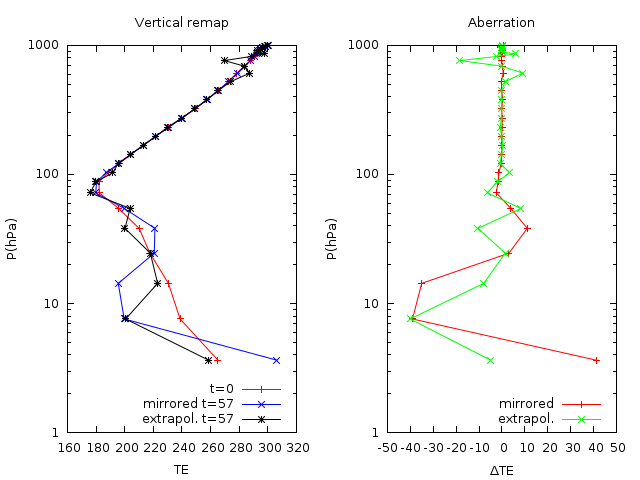 Vertical remap
1000
100
10
1
P(hPa)
t=0
mirrored t=57
extrapol. t=57
160 180 200 220 240 260 280 300 320
TE
Aberration
1000
100
10
1
P(hPa)
mirrored
extrapol.
-50 -40 -30 -20 -10 0 10 20 30 40 50
ΔTE